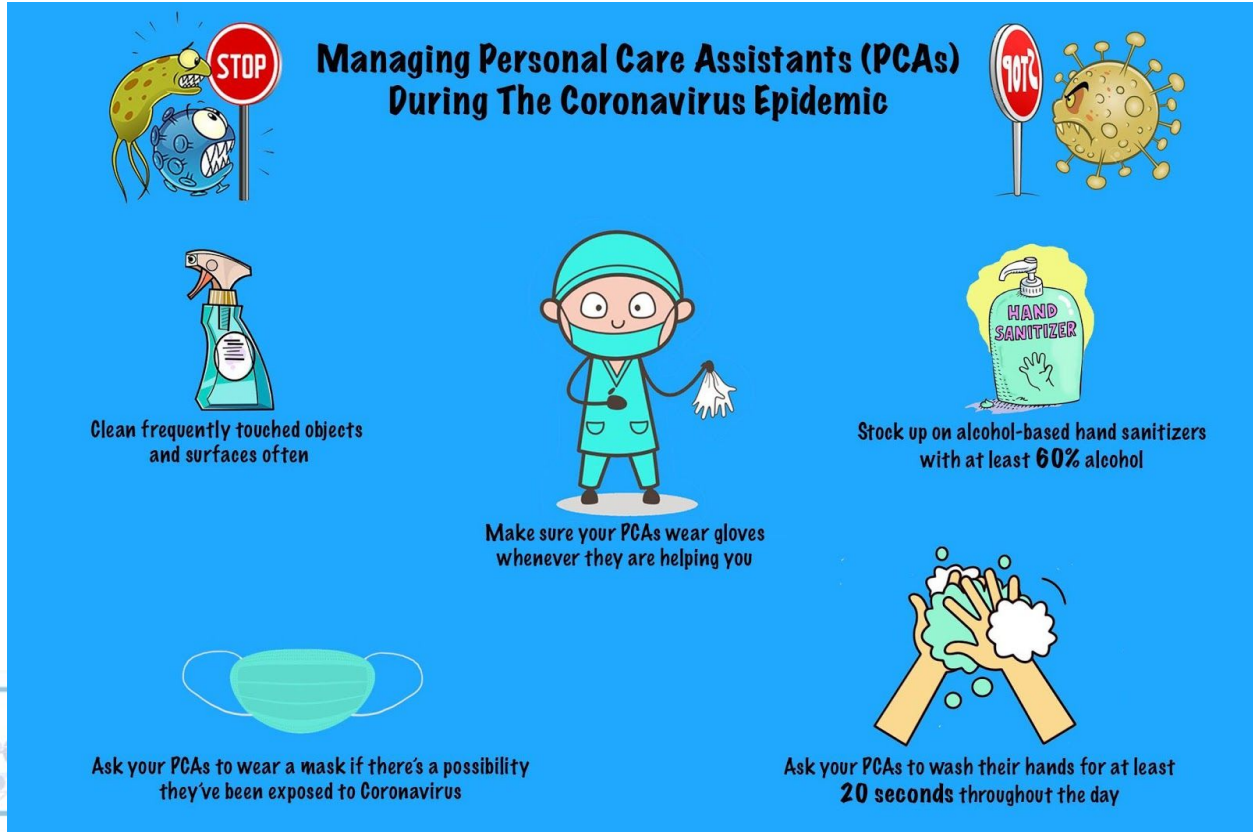 STOP
Managing Personal Care Assistants (PCAs)
During The Coronavirus Epidemic
STOP
Clean frequently touched objects
and surfaces often
Make sure your PCAs wear gloves
whenever they are helping you
HAND
SANITIZER
Stock up on alcohol-based hand sanitizers
with at least 60% alcohol
Ask your PCAs to wear a mask if there's a possibility
they've been exposed to Coronavirus
Ask your PCAs to wash their hands for at least
20 seconds throughout the day